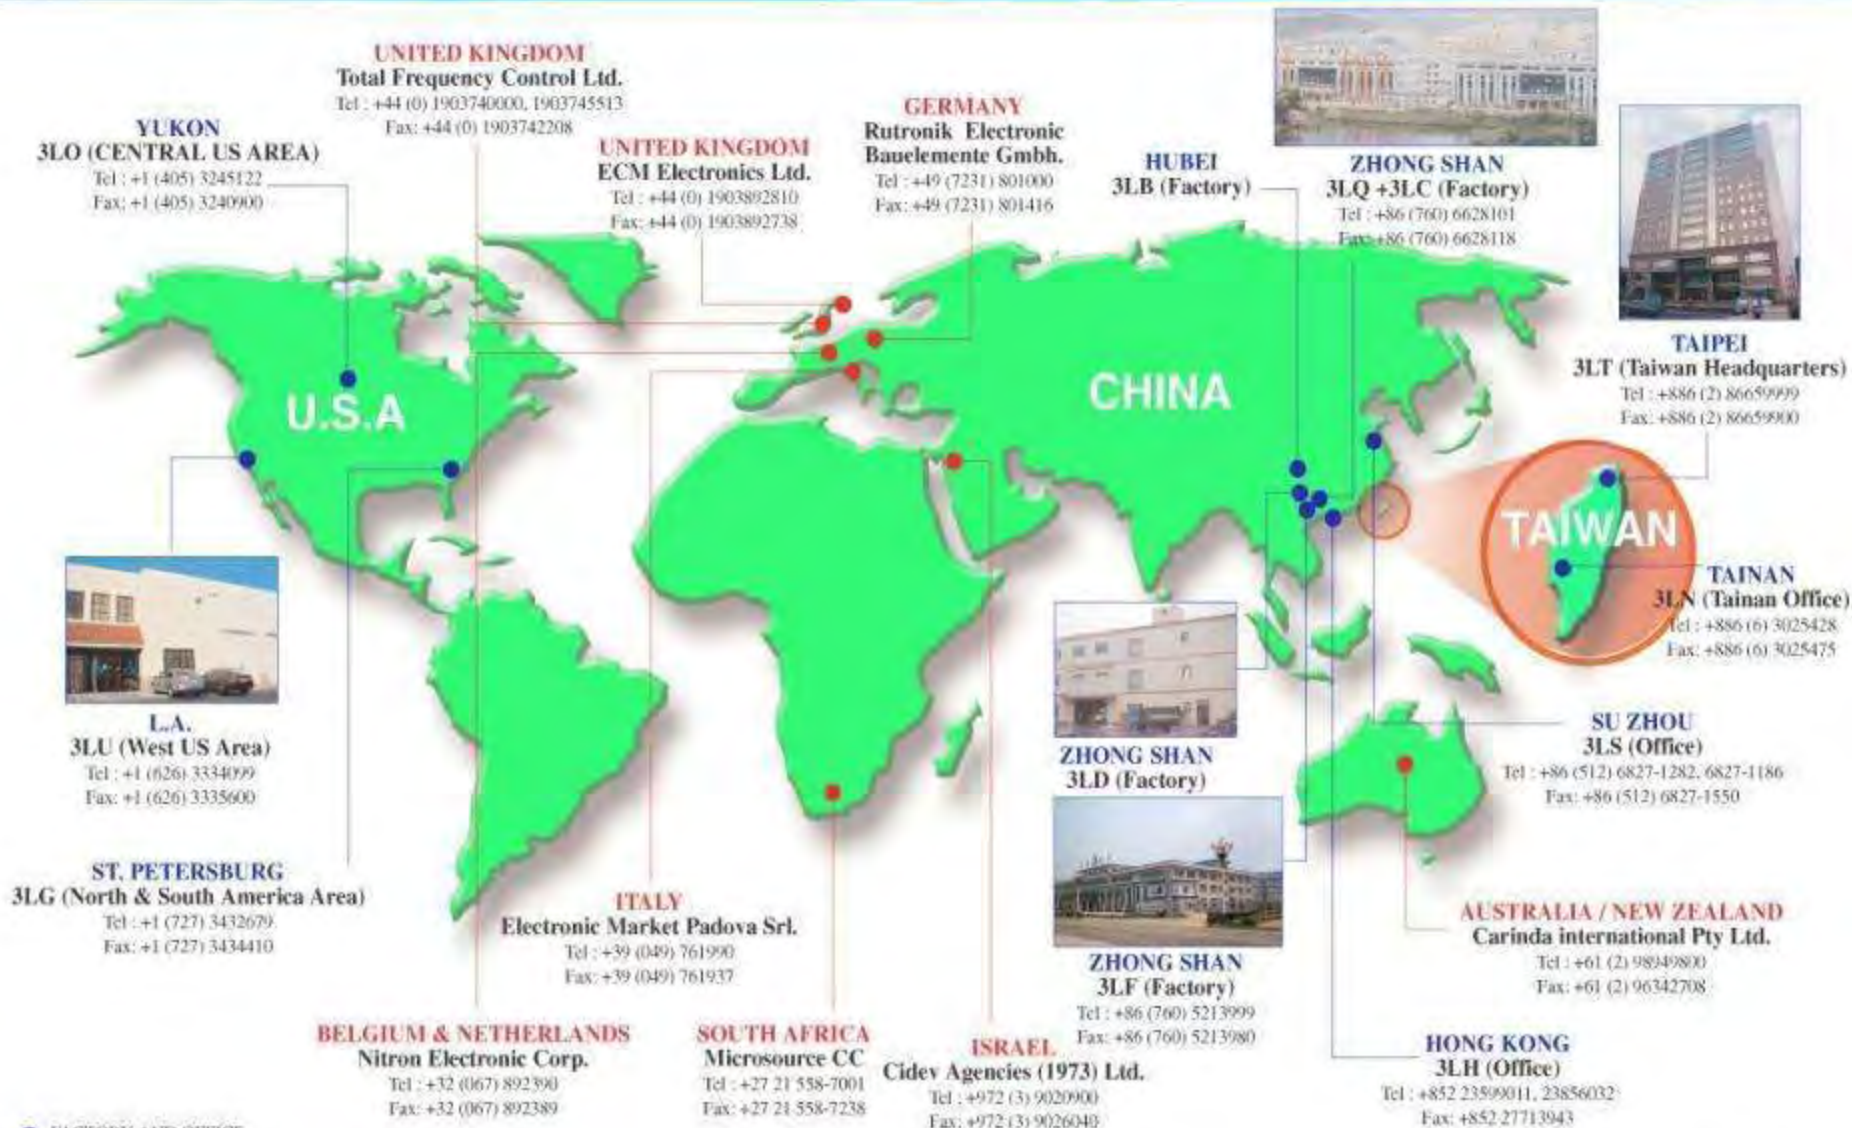 UNITED KINGDOM
Total Frequency Control Ltd.
Tel : +44 (0) 1903740000, 1903745513
Fax: +44 (0) 1903742208
YUKON
3LO (CENTRAL US AREA)
Tel : +1 (405) 3245122
Fax: +1 (405) 3240900
UNITED KINGDOM
ECM Electronics Ltd.
Tel : +44 (0) 1903892810
Fax: +44 (0) 1903892738
GERMANY
Rutronik Electronic
Bauelemente Gmbh.
Tel : +49 (7231) 801000
Fax: +49 (7231) 801416
HUBEI
3LB (Factory)
ZHONG SHAN
3LQ +3LC (Factory)
Tel : +86 (760) 6628101
Fax: +86 (760) 6628118
TAIPEI
3LT (Taiwan Headquarters)
Tel : +886 (2) 86659999
Fax: +886 (2) 86659900
U.S.A
CHINA
TAIWAN
TAINAN
3LN (Tainan Office)
Tel : +886 (6) 3025428
Fax: +886 (6) 3025475
L.A.
3LU (West US Area)
Tel : +1 (626) 3334099
Fax: +1 (626) 3335600
ZHONG SHAN
3LD (Factory)
SU ZHOU
3LS (Office)
Tel : +86 (512) 6827-1282, 6827-1186
Fax: +86 (512) 6827-1550
ST. PETERSBURG
3LG (North & South America Area)
Tel : +1 (727) 3432679
Fax: +1 (727) 3434410
ITALY
Electronic Market Padova Srl.
Tel : +39 (049) 761990
Fax: +39 (049) 761937
ZHONG SHAN
3LF (Factory)
Tel : +86 (760) 5213999
Fax: +86 (760) 5213980
AUSTRALIA / NEW ZEALAND
Carinda international Pty Ltd.
Tel : +61 (2) 98949800
Fax: +61 (2) 96342708
BELGIUM & NETHERLANDS
Nitron Electronic Corp.
Tel : +32 (067) 892390
Fax: +32 (067) 892389
SOUTH AFRICA
Microsource CC
Tel : +27 21 558-7001
Fax: +27 21 558-7238
ISRAEL
Cidev Agencies (1973) Ltd.
Tel : +972 (3) 9020900
Fax: +972 (3) 9026040
HONG KONG
3LH (Office)
Tel : +852 23599011, 23856032
Fax: +852 27713943